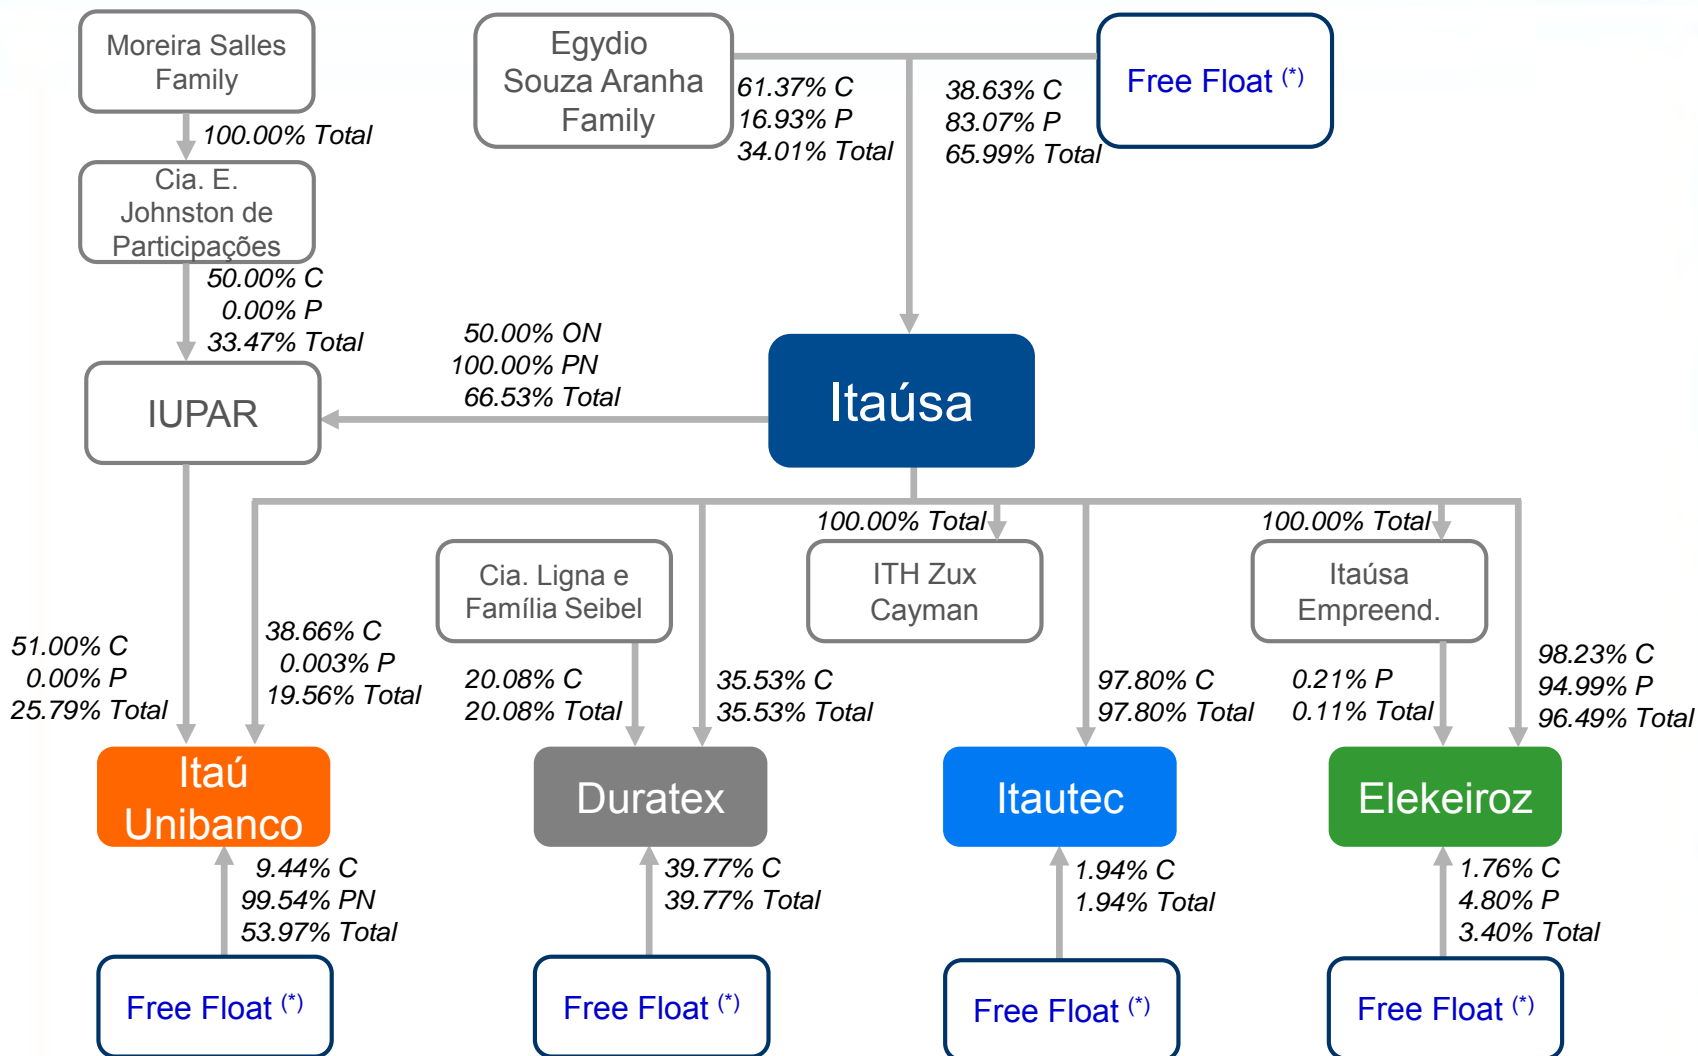 Moreira Salles
Family
100.00% Total
Cia. E.
Johnston de
Participações
50.00% C
0.00% P
33.47% Total
IUPAR
Egydio
Souza Aranha
Family
61.37% C
16.93% P
34.01% Total
38.63% C
83.07% P
65.99% Total
Free Float (*)
50.00% ON
100.00% PN
66.53% Total
Itaúsa
100.00% Total
100.00% Total
Cia. Ligna e
Família Seibel
ITH Zux
Cayman
Itaúsa
Empreend.
51.00% C
0.00% P
25.79% Total
38.66% C
0.003% P
19.56% Total
20.08% C
20.08% Total
35.53% C
35.53% Total
97.80% C
97.80% Total
0.21% P
0.11% Total
98.23% C
94.99% P
96.49% Total
Itaú
Unibanco
Duratex
Itautec
Elekeiroz
9.44% C
99.54% PN
53.97% Total
39.77% C
39.77% Total
1.94% C
1.94% Total
1.76% C
4.80% P
3.40% Total
Free Float (*)
Free Float (*)
Free Float (*)
Free Float (*)